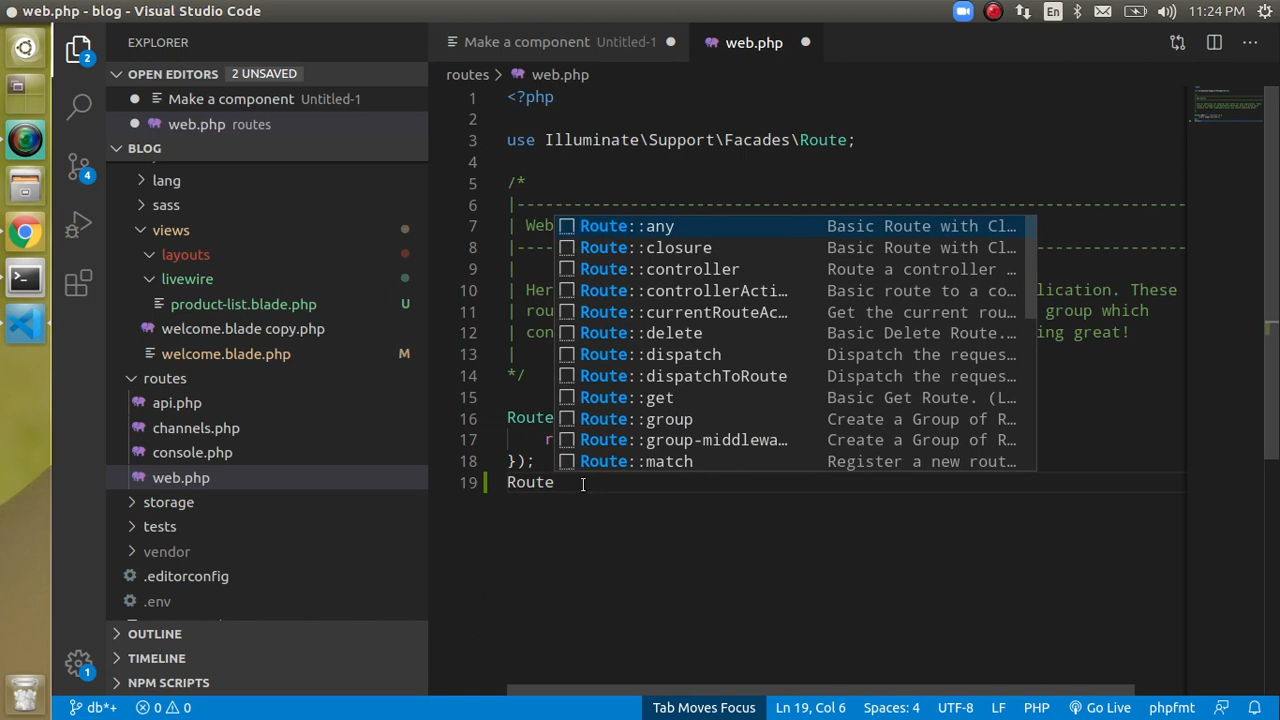 web.php - blog - Visual Studio Code
En
11:24 PM
EXPLORER
OPEN EDITORS 2 UNSAVED
Make a component Untitled-1
web.php routes
BLOG
lang
sass
views
layouts
livewire
product-list.blade.php U
welcome.blade copy.php
welcome.blade.php M
routes
api.php
channels.php
console.php
web.php
storage
tests
vendor
.editorconfig
.env
OUTLINE
TIMELINE
NPM SCRIPTS
2
4
1
Make a component Untitled-1
web.php
routes > web.php
1 <?php
2
3 use Illuminate\Support\Facades\Route;
4
5 /*
6 |--------------------------------------------------------------------------
7 | Web
8 |---
9 |
10 | Her lication. These
11 | rou group which
12 | con ing great!
13 |
14 */
15
16 Route
17 r
18 });
19 Route
Route::any Basic Route with Cl…
Route::closure Basic Route with Cl…
Route::controller Route a controller …
Route::controllerActi… Basic route to a co…
Route::currentRouteAc… Get the current rou…
Route::delete Basic Delete Route.…
Route::dispatch Dispatch the reques…
Route::dispatchToRoute Dispatch the reques…
Route::get Basic Get Route. (L…
Route::group Create a Group of R…
Route::group-middlewa… Create a Group of R…
Route::match Register a new rout…
db*+ 0 0 Tab Moves Focus Ln 19, Col 6 Spaces: 4 UTF-8 LF PHP Go Live phpfmt